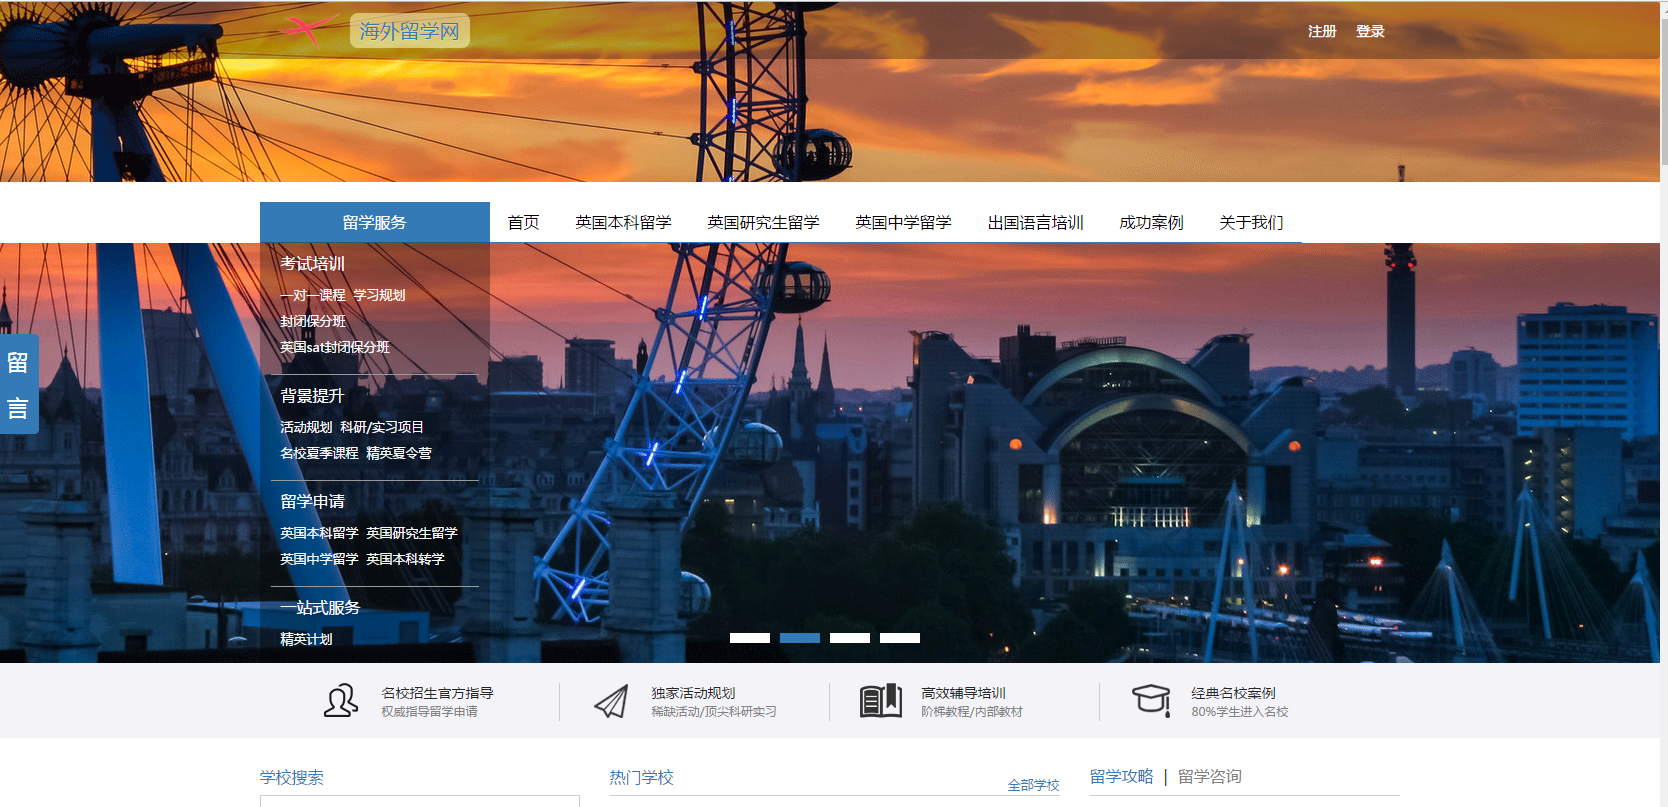 海外留学网
注册 登录
留学服务 首页 英国本科留学 英国研究生留学 英国中学留学 出国语言培训 成功案例 关于我们
考试培训
一对一课程 学习规划
封闭保分班
英国sat封闭保分班
背景提升
活动规划 科研/实习项目
名校夏季课程 精英夏令营
留学申请
英国本科留学 英国研究生留学
英国中学留学 英国本科转学
一站式服务
精英计划
留
言
名校招生官方指导
权威指导留学申请
独家活动规划
稀缺活动/顶尖科研实习
高效辅导培训
阶梯教程/内部教材
经典名校案例
80%学生进入名校
学校搜索
热门学校
全部学校
留学攻略 | 留学咨询